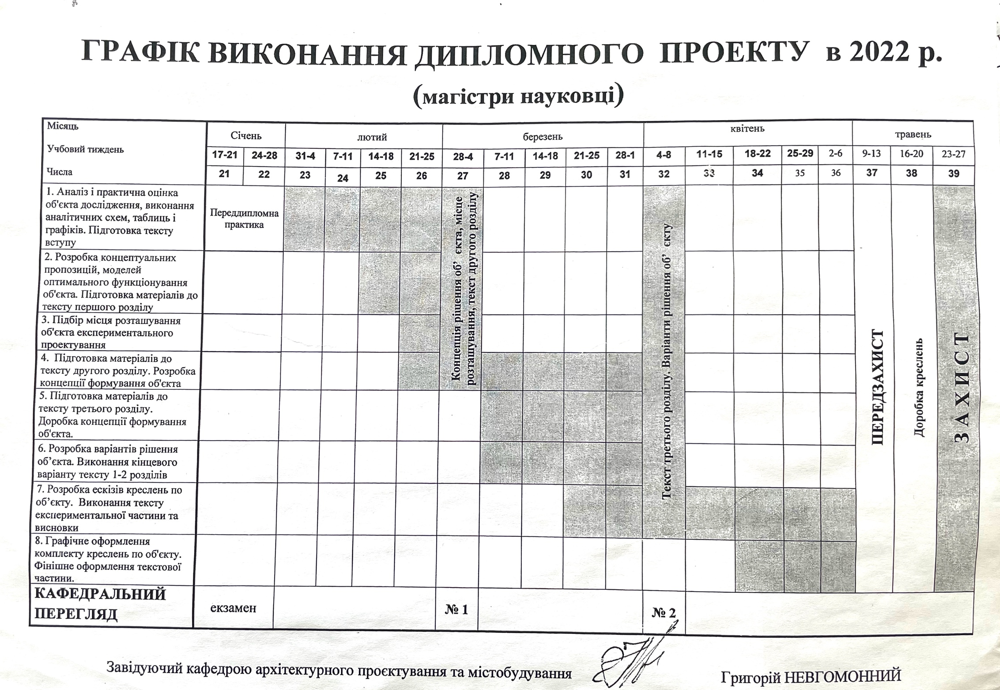 ГРАФІК ВИКОНАННЯ ДИПЛОМНОГО ПРОЕКТУ в 2022 р.
(магістри науковці)
Місяць
Учбовий тиждень
Числа
Січень
лютий
березень
квітень
травень
17-21 24-28 31-4 7-11 14-18 21-25 28-4 7-11 14-18 21-25 28-1 4-8 11-15 18-22 25-29 2-6 9-13 16-20 23-27
21 22 23 24 25 26 27 28 29 30 31 32 33 34 35 36 37 38 39
1. Аналіз і практична оцінка
об'єкта дослідження, виконання
аналітичних схем, таблиць і
графіків. Підготовка тексту
вступу
Переддипломна
практика
2. Розробка концептуальних
пропозицій, моделей
оптимального функціонування
об'єкта. Підготовка матеріалів до
тексту першого розділу
3. Підбір місця розташування
об'єкта експериментального
проектування
4. Підготовка матеріалів до
тексту другого розділу. Розробка
концепції формування об'єкта
5. Підготовка матеріалів до
тексту третього розділу.
Доробка концепції формування
об'єкта.
6. Розробка варіантів рішення
об’єкта. Виконання кінцевого
варіанту тексту 1-2 розділів
7. Розробка ескізів креслень по
об’єкту. Виконання тексту
експериментальної частини та
висновки
8. Графічне оформлення
комплекту креслень по об'єкту.
Фінішне оформлення текстової
частини.
Концепція рішення об’ єкта, місце
розташування, текст другого розділу
Текст третього розділу. Варіанти рішення об’ єкту
ПЕРЕДЗАХИСТ
Доробка креслень
ЗАХИСТ
КАФЕДРАЛЬНИЙ
ПЕРЕГЛЯД
екзамен
№ 1
№ 2
Завідуючий кафедрою архітектурного проєктування та містобудування
Григорій НЕВГОМОННИЙ